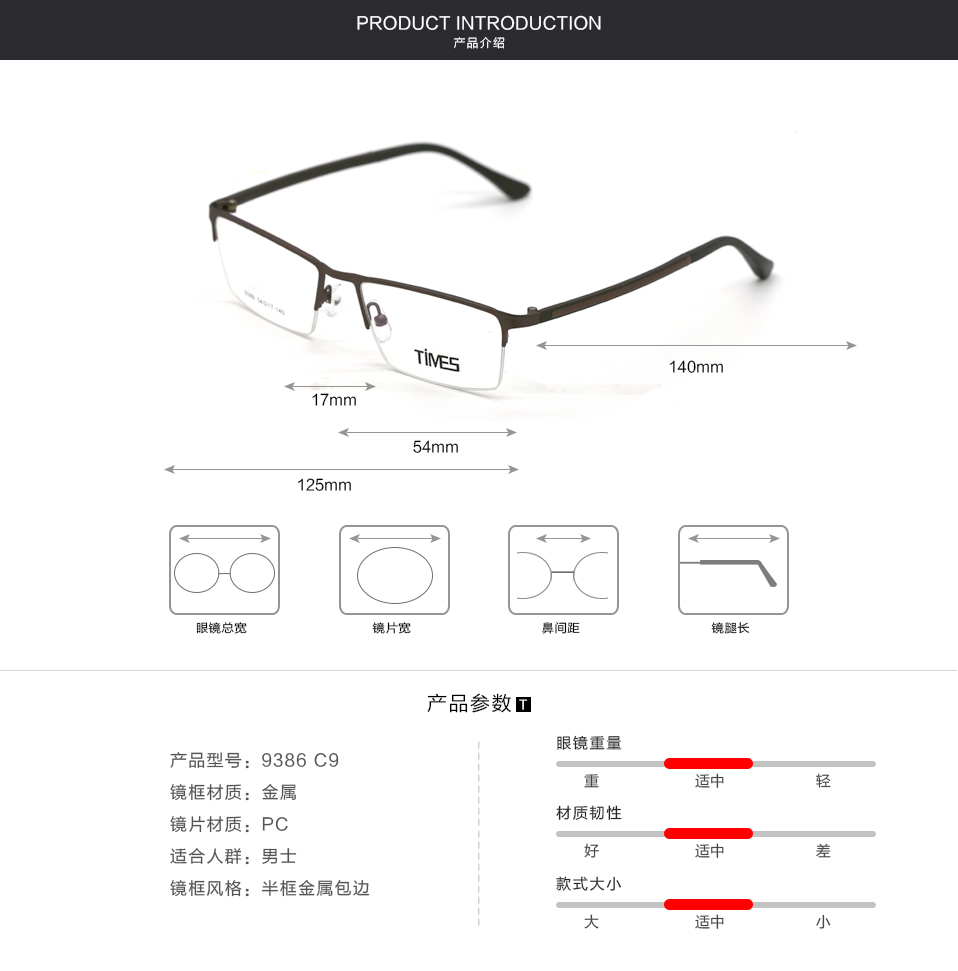 PRODUCT INTRODUCTION
产品介绍
9386 54□17-140
TiMES
140mm
17mm
54mm
125mm
眼镜总宽
镜片宽
鼻间距
镜腿长
产品参数 T
产品型号：9386 C9
镜框材质：金属
镜片材质：PC
适合人群：男士
镜框风格：半框金属包边
眼镜重量
重 适中 轻
材质韧性
好 适中 差
款式大小
大 适中 小